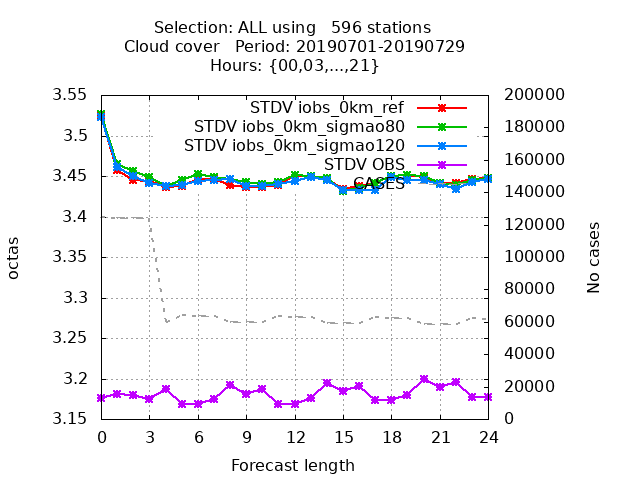 Selection: ALL using   596 stations
Cloud cover   Period: 20190701-20190729
Hours: {00,03,...,21}
STDV iobs_0km_ref
STDV iobs_0km_sigmao80
STDV iobs_0km_sigmao120
STDV OBS
CASES
octas
3.55
3.5
3.45
3.4
3.35
3.3
3.25
3.2
3.15
200000
180000
160000
140000
120000
100000
80000
60000
40000
20000
0
No cases
0 3 6 9 12 15 18 21 24
Forecast length